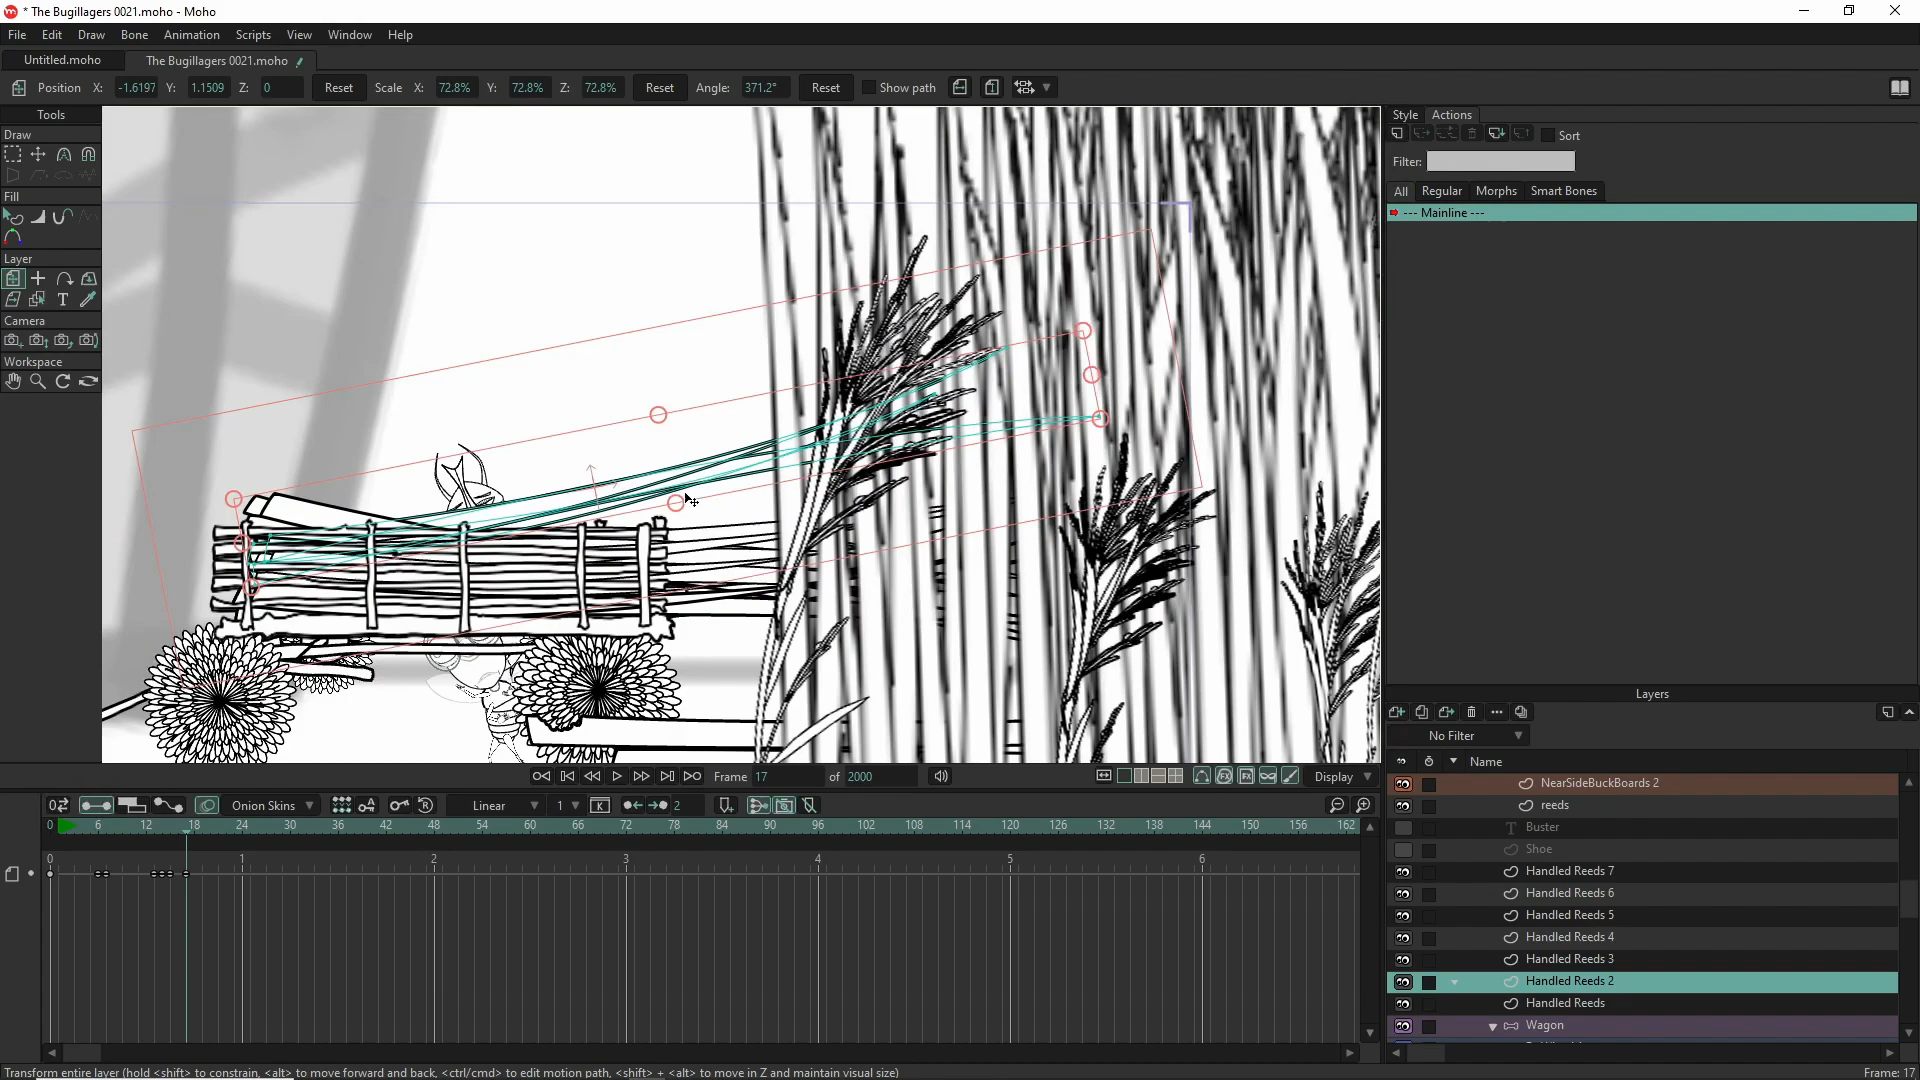 * The Bugillagers 0021.moho - Moho
File Edit Draw Bone Animation Scripts View Window Help
Untitled.moho The Bugillagers 0021.moho
Position X: -1.6197 Y: 1.1509 Z: 0 Reset Scale X: 72.8% Y: 72.8% Z: 72.8% Reset Angle: 371.2° Reset Show path
Tools
Draw
Fill
Layer
Camera
Workspace
Style Actions
Sort
Filter:
All Regular Morphs Smart Bones
--- Mainline ---
Layers
No Filter
Name
NearSideBuckBoards 2
reeds
Buster
Shoe
Handled Reeds 7
Handled Reeds 6
Handled Reeds 5
Handled Reeds 4
Handled Reeds 3
Handled Reeds 2
Handled Reeds
Wagon
Frame 17 of 2000 Display
Onion Skins Linear 1 2
0 6 12 18 24 30 36 42 48 54 60 66 72 78 84 90 96 102 108 114 120 126 132 138 144 150 156 162
0 1 2 3 4 5 6
Transform entire layer (hold <shift> to constrain, <alt> to move forward and back, <ctrl/cmd> to edit motion path, <shift> + <alt> to move in Z and maintain visual size)
Frame: 17